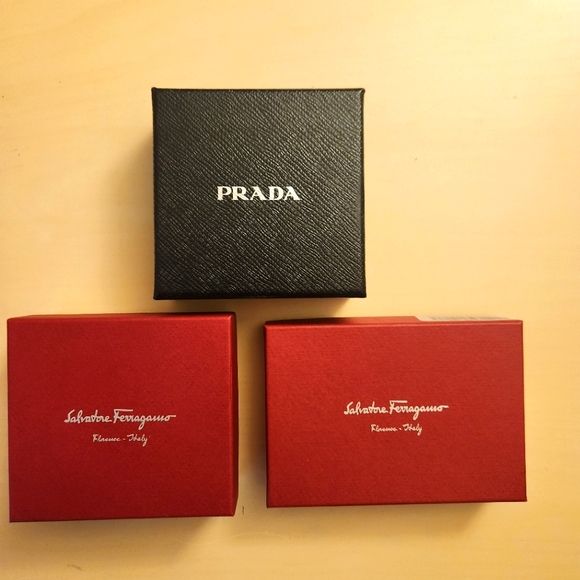 PRADA
Salvatore Ferragamo
Florence - Italy
Salvatore Ferragamo
Florence - Italy